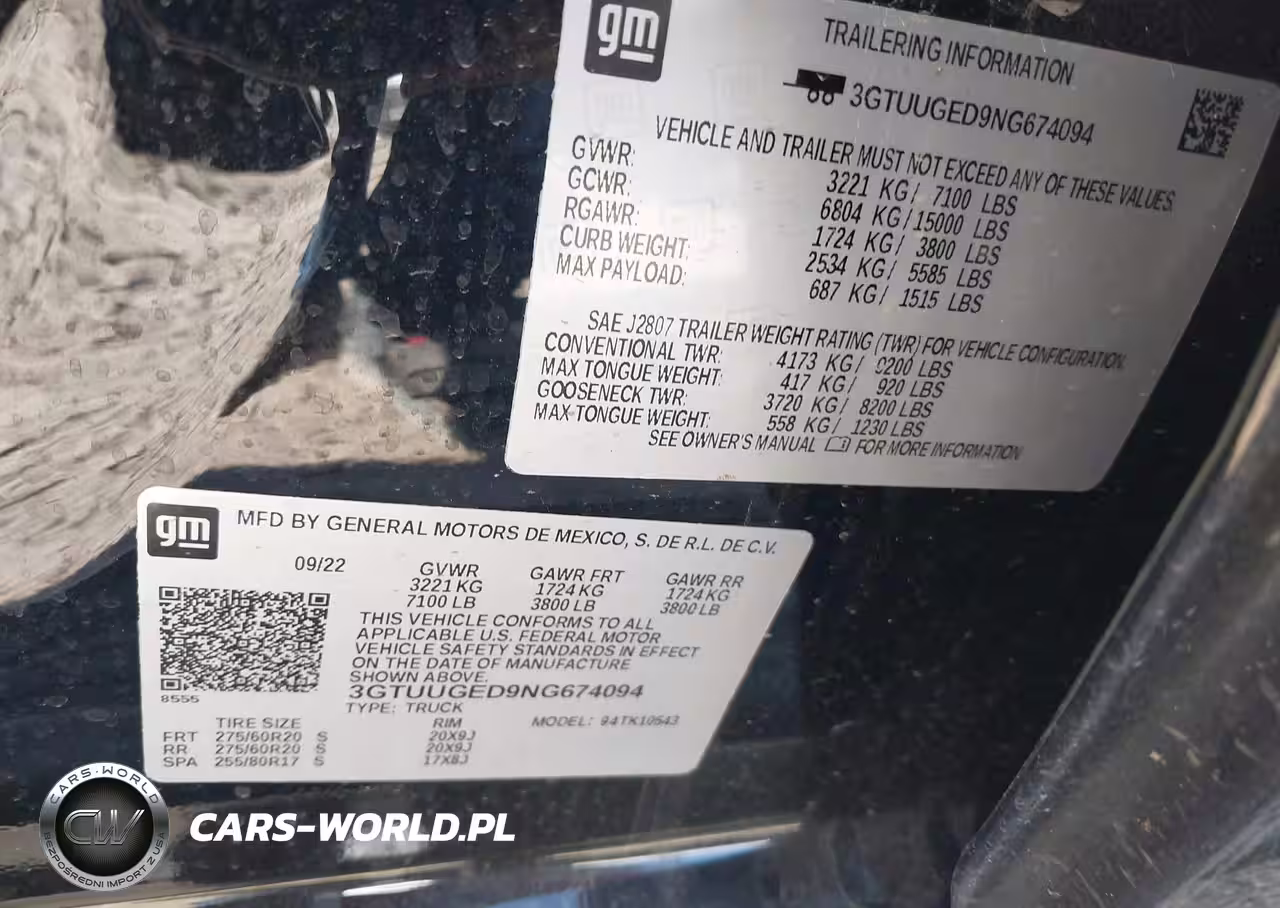 gm
TRAILERING INFORMATION
3GTUUGED9NG674094
VEHICLE AND TRAILER MUST NOT EXCEED ANY OF THESE VALUES.
GVWR: 3221 KG/ 7100 LBS
GCWR: 6804 KG/15000 LBS
RGAWR: 1724 KG/ 3800 LBS
CURB WEIGHT: 2534 KG/ 5585 LBS
MAX PAYLOAD: 687 KG/ 1515 LBS
SAE J2807 TRAILER WEIGHT RATING (TWR) FOR VEHICLE CONFIGURATION.
CONVENTIONAL TWR: 4173 KG/ LBS
MAX TONGUE WEIGHT: 417 KG/ 920 LBS
GOOSENECK TWR: 3720 KG/ 8200 LBS
MAX TONGUE WEIGHT: 558 KG/ 1230 LBS
SEE OWNER'S MANUAL FOR MORE INFORMATION
gm
MFD BY GENERAL MOTORS DE MEXICO, S. DE R.L. DE C.V.
09/22 GVWR GAWR FRT GAWR RR
3221 KG 1724 KG 1724 KG
7100 LB 3800 LB 3800 LB
THIS VEHICLE CONFORMS TO ALL
APPLICABLE U.S. FEDERAL MOTOR
VEHICLE SAFETY STANDARDS IN EFFECT
ON THE DATE OF MANUFACTURE
SHOWN ABOVE.
3GTUUGED9NG674094
8555
TYPE: TRUCK
TIRE SIZE RIM MODEL: 94TK10543
FRT 275/60R20 S 20X9J
RR 275/60R20 S 20X9J
SPA 255/80R17 S 17X8J
CARS-WORLD
CW
BEZPOŚREDNI IMPORT Z USA
CARS-WORLD.PL